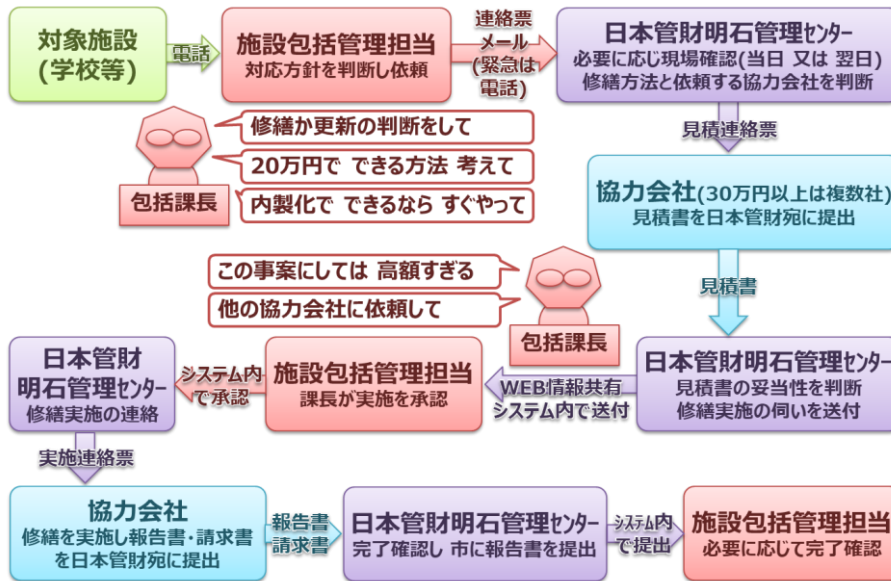 対象施設
(学校等)
電話
施設包括管理担当
対応方針を判断し依頼
連絡票
メール
(緊急は
電話)
日本管財明石管理センター
必要に応じ現場確認(当日 又は 翌日)
修繕方法と依頼する協力会社を判断
見積連絡票
修繕か更新の判断をして
20万円で できる方法 考えて
内製化で できるなら すぐやって
包括課長
協力会社(30万円以上は複数社)
見積書を日本管財宛に提出
見積書
この事案にしては 高額すぎる
他の協力会社に依頼して
包括課長
日本管財明石管理センター
見積書の妥当性を判断
修繕実施の伺いを送付
WEB情報共有
システム内で送付
施設包括管理担当
課長が実施を承認
システム内
で承認
日本管財
明石管理センター
修繕実施の連絡
実施連絡票
協力会社
修繕を実施し報告書・請求書
を日本管財宛に提出
報告書
請求書
日本管財明石管理センター
完了確認し 市に報告書を提出
システム内
で提出
施設包括管理担当
必要に応じて完了確認